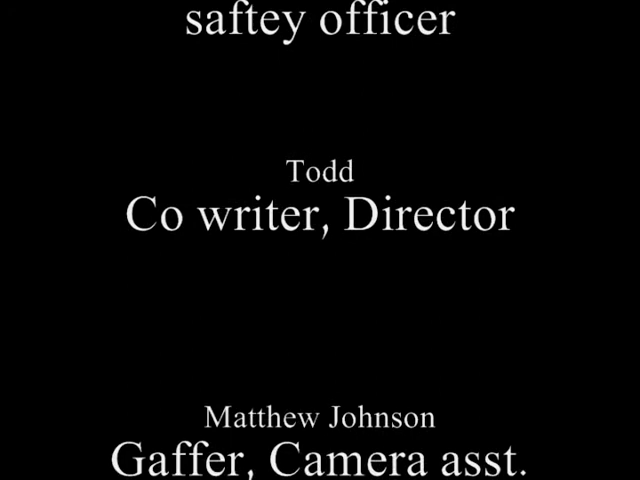 saftey officer
Todd
Co writer, Director
Matthew Johnson
Gaffer, Camera asst.